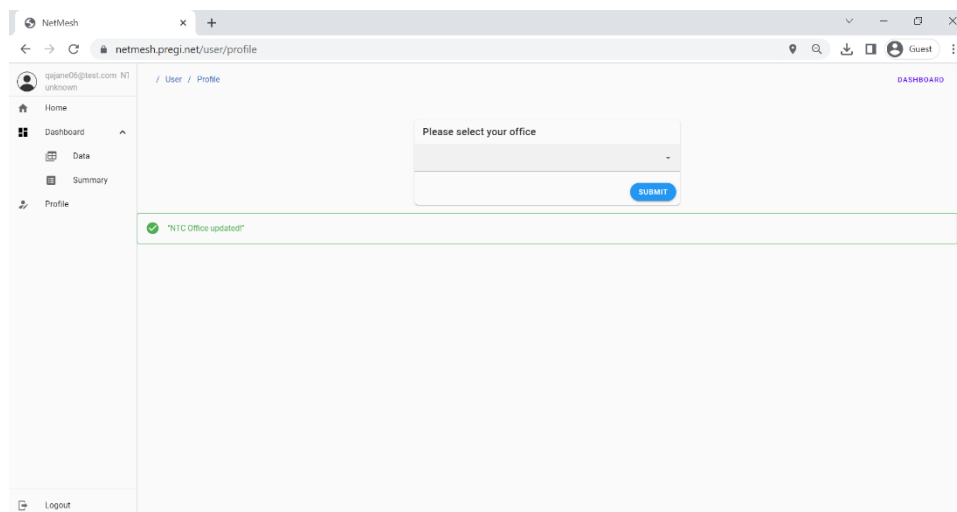 NetMesh
netmesh.pregi.net/user/profile
Guest
qajane06@test.com NT
unknown
/ User / Profile
DASHBOARD
Home
Dashboard
Data
Summary
Profile
Please select your office
SUBMIT
"NTC Office updated!"
Logout